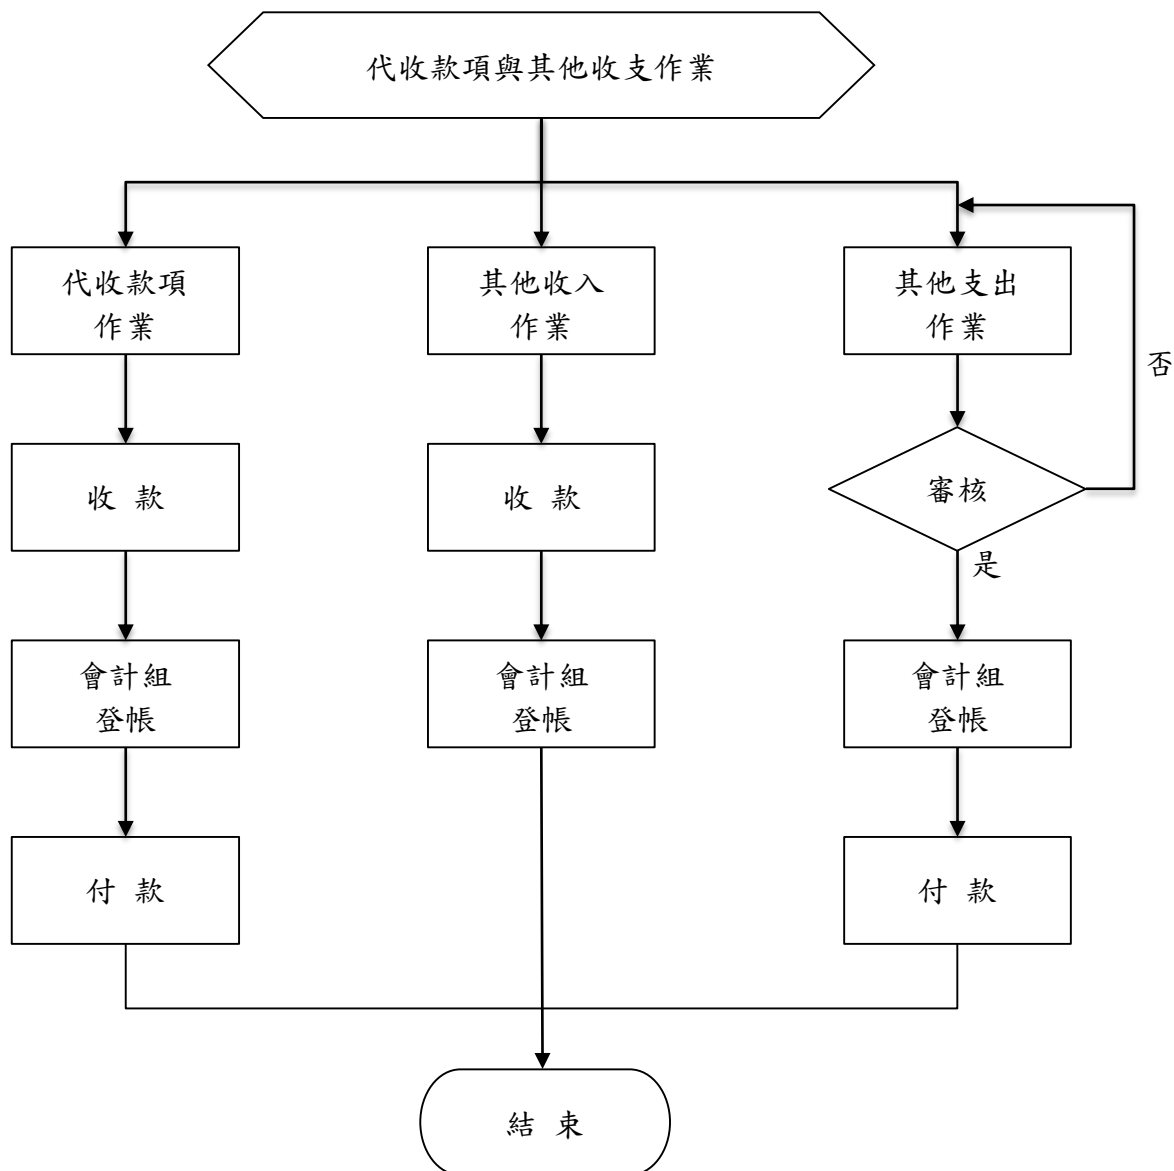 代收款項與其他收支作業
代收款項
作業
其他收入
作業
其他支出
作業
否
收 款
收 款
審核
是
會計組
登帳
會計組
登帳
會計組
登帳
付 款
付 款
結 束